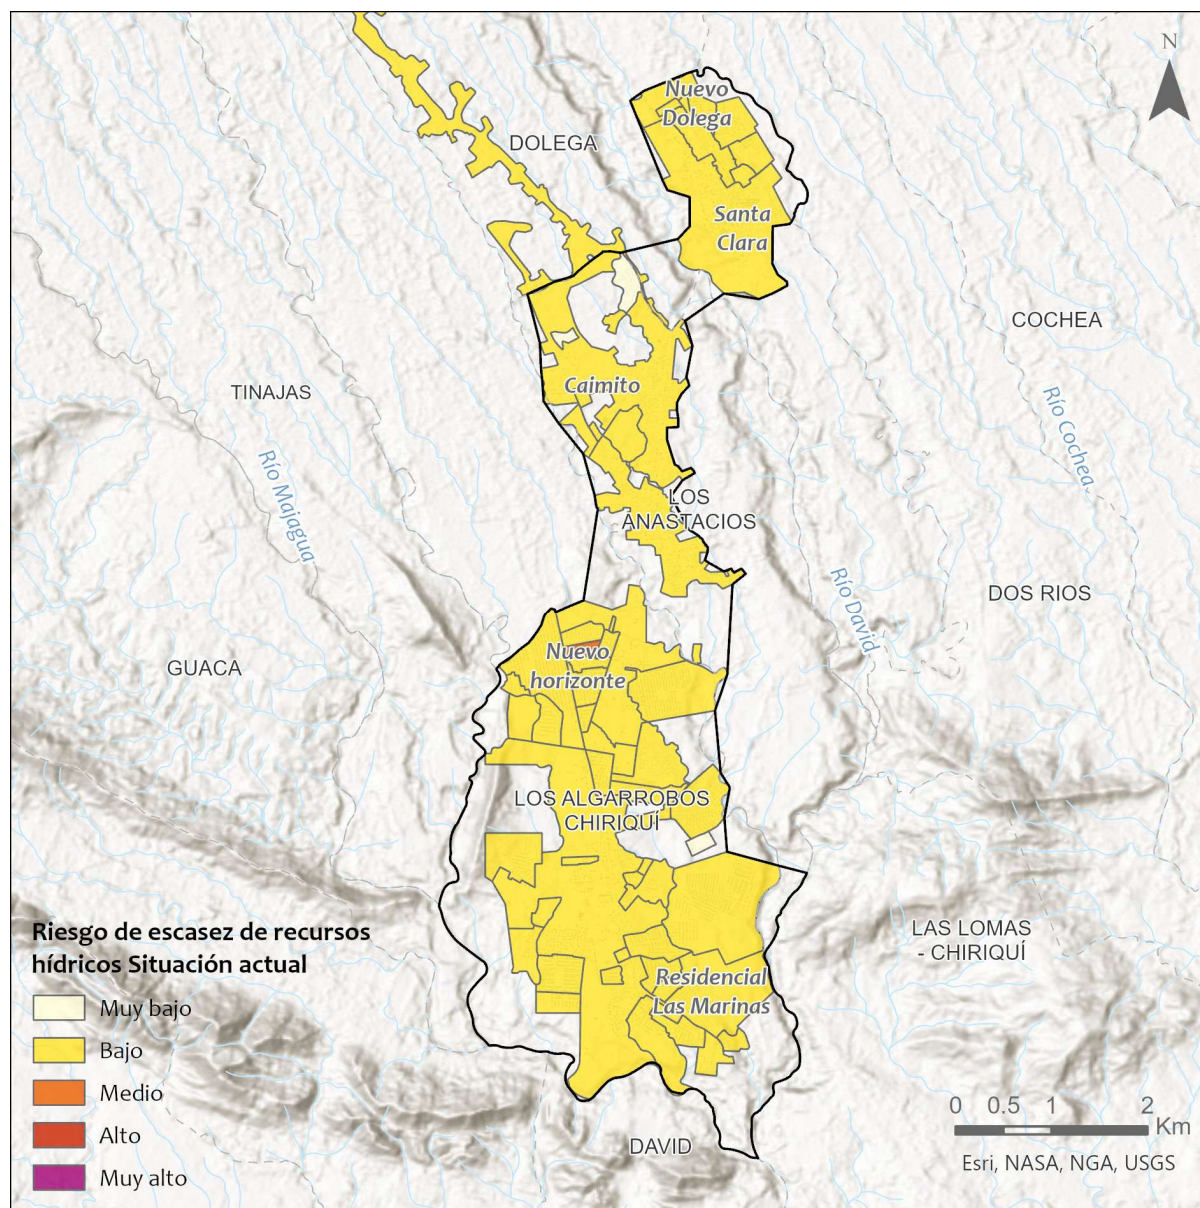 N
Nuevo
Dolega
DOLEGA
Santa
Clara
COCHEA
TINAJAS
Caimito
Río Cochea
Río Majagua
LOS
ANASTACIOS
Río David
DOS RIOS
GUACA
Nuevo
horizonte
LOS ALGARROBOS
CHIRIQUÍ
LAS LOMAS
- CHIRIQUÍ
Residencial
Las Marinas
DAVID
Riesgo de escasez de recursos
hídricos Situación actual
Muy bajo
Bajo
Medio
Alto
Muy alto
0 0.5 1 2
Km
Esri, NASA, NGA, USGS